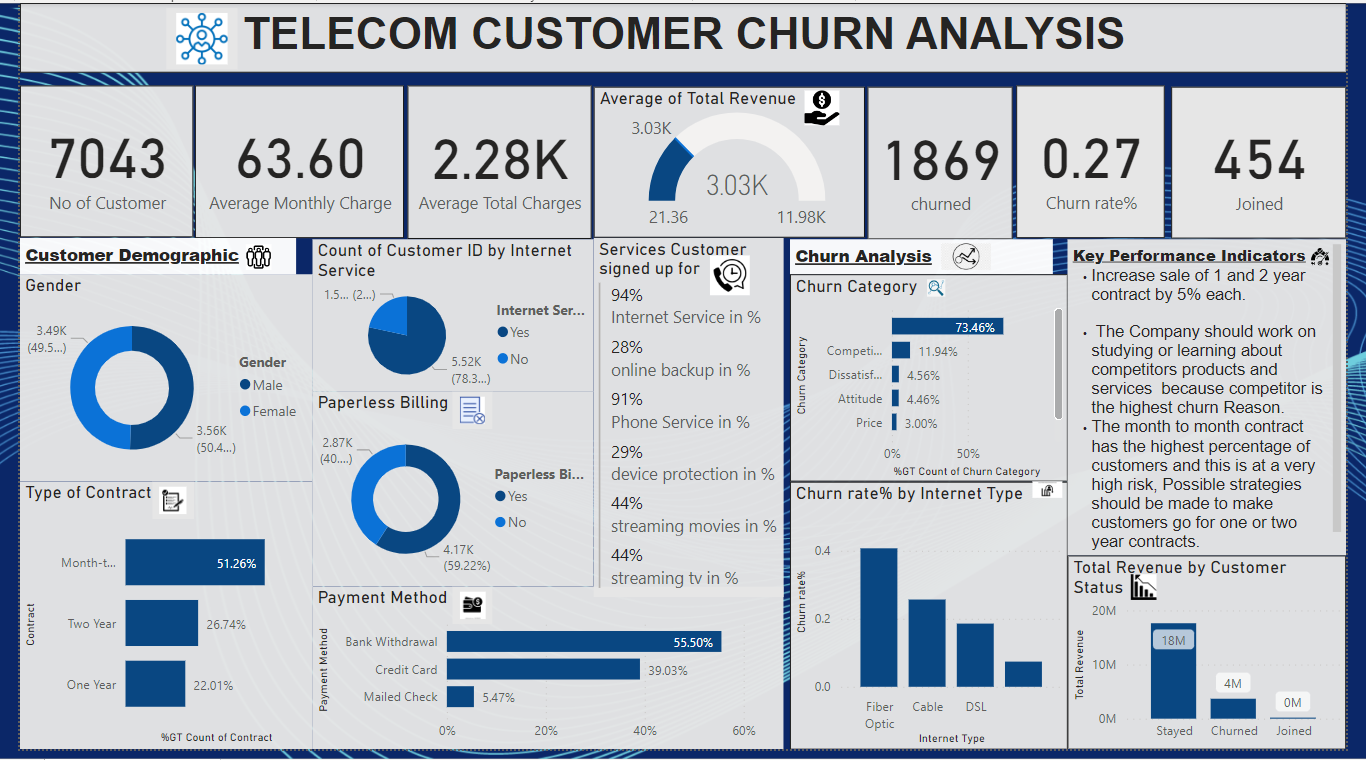 TELECOM CUSTOMER CHURN ANALYSIS
7043
No of Customer
63.60
Average Monthly Charge
2.28K
Average Total Charges
Average of Total Revenue
3.03K
3.03K
21.36
11.98K
1869
churned
0.27
Churn rate%
454
Joined
Customer Demographic
Gender
3.49K
(49.5...)
3.56K
(50.4...)
Gender
Male
Female
Type of Contract
Contract
Month-t...
51.26%
Two Year
26.74%
One Year
22.01%
%GT Count of Contract
Count of Customer ID by Internet
Service
1.5... (2...)
5.52K
(78.3...)
Internet Ser...
Yes
No
Paperless Billing
2.87K
(40....)
4.17K
(59.22%)
Paperless Bi...
Yes
No
Payment Method
Payment Method
Bank Withdrawal
55.50%
Credit Card
39.03%
Mailed Check
5.47%
0%
20%
40%
60%
Services Customer
signed up for
94%
Internet Service in %
28%
online backup in %
91%
Phone Service in %
29%
device protection in %
44%
streaming movies in %
44%
streaming tv in %
Churn Analysis
Churn Category
Churn Category
73.46%
Competi...
11.94%
Dissatisf...
4.56%
Attitude
4.46%
Price
3.00%
0%
50%
%GT Count of Churn Category
Churn rate% by Internet Type
Churn rate%
0.4
0.2
0.0
Fiber
Optic
Cable
DSL
Internet Type
Key Performance Indicators
• Increase sale of 1 and 2 year
contract by 5% each.
• The Company should work on
studying or learning about
competitors products and
services because competitor is
the highest churn Reason.
• The month to month contract
has the highest percentage of
customers and this is at a very
high risk, Possible strategies
should be made to make
customers go for one or two
year contracts.
Total Revenue by Customer
Status
Total Revenue
20M
10M
0M
18M
4M
0M
Stayed
Churned
Joined